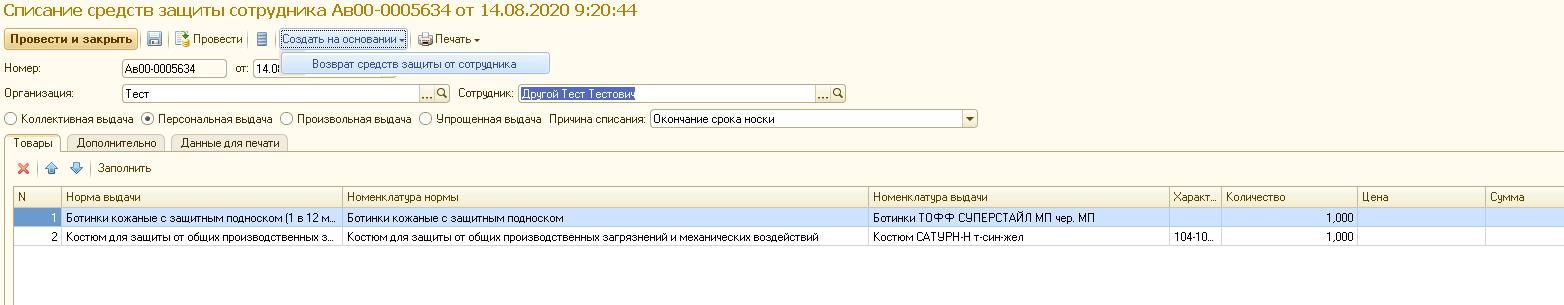 Списание средств защиты сотрудника Ав00-0005634 от 14.08.2020 9:20:44
Провести и закрыть Провести Создать на основании Печать
Возврат средств защиты от сотрудника
Номер: Ав00-0005634 от: 14.0
Организация: Тест ... Сотрудник: Другой Тест Тестович ...
Коллективная выдача Персональная выдача Произвольная выдача Упрощенная выдача Причина списания: Окончание срока носки
Товары Дополнительно Данные для печати
Заполнить
N Норма выдачи Номенклатура нормы Номенклатура выдачи Характ... Количество Цена Сумма
1 Ботинки кожаные с защитным подноском (1 в 12 м... Ботинки кожаные с защитным подноском Ботинки ТОФФ СУПЕРСТАЙЛ МП чер. МП 1,000
2 Костюм для защиты от общих производственных з... Костюм для защиты от общих производственных загрязнений и механических воздействий Костюм САТУРН-Н т-син-жел 104-10... 1,000